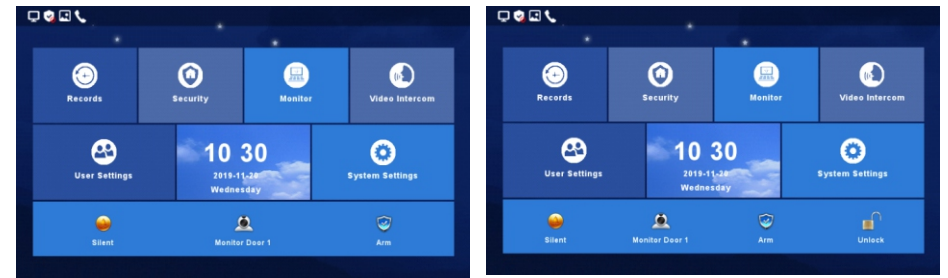 Records Security Monitor Video Intercom
10 30
2019-11-28
User Settings System Settings
Wednesday
Silent Monitor Door 1 Arm
Records Security Monitor Video Intercom
10 30
2019-11-28
User Settings System Settings
Wednesday
Silent Monitor Door 1 Arm Unlock